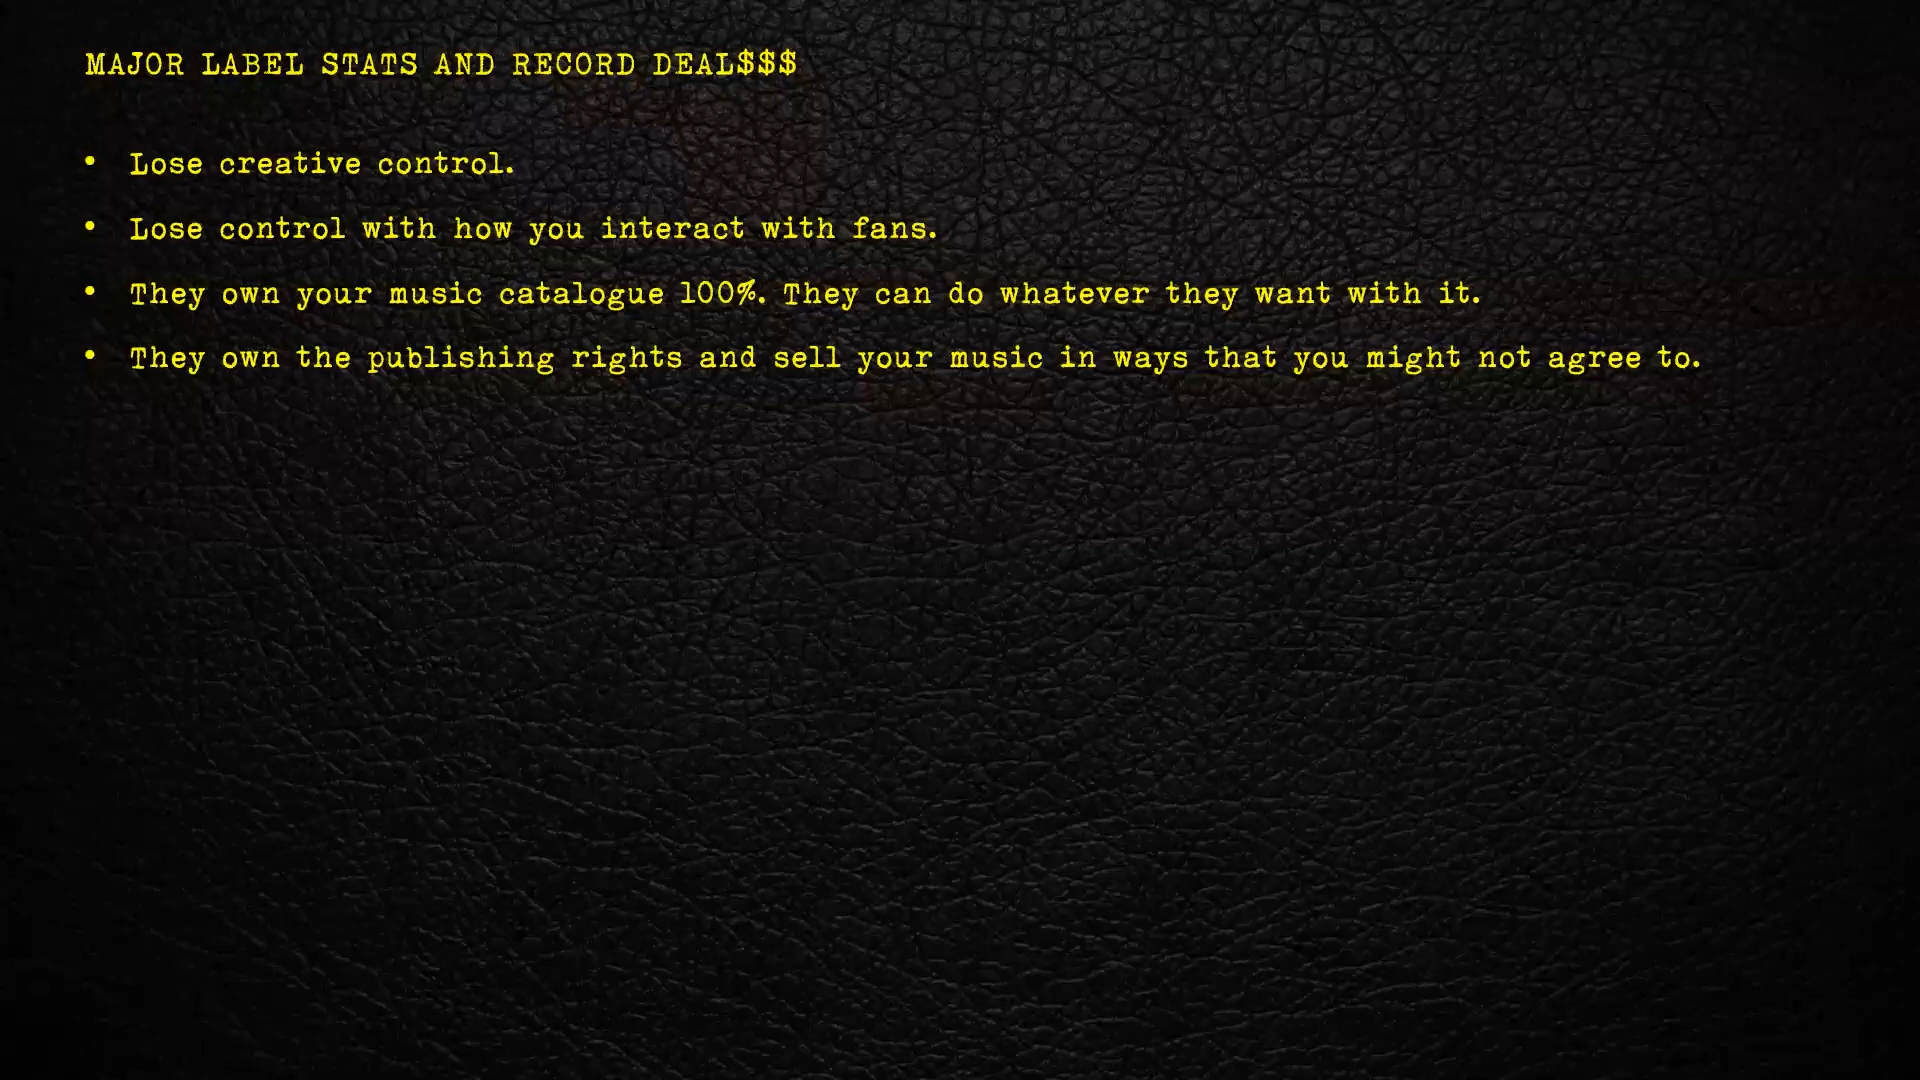 MAJOR LABEL STATS AND RECORD DEAL$$$
• Lose creative control.
• Lose control with how you interact with fans.
• They own your music catalogue 100%. They can do whatever they want with it.
• They own the publishing rights and sell your music in ways that you might not agree to.